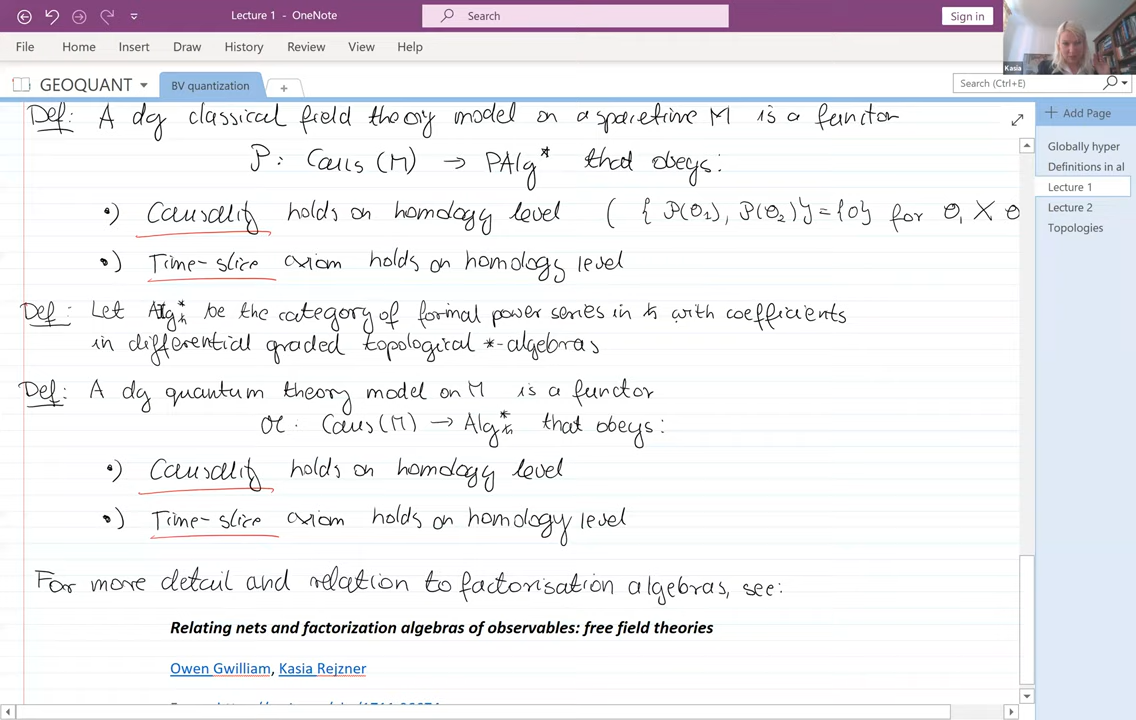 Lecture 1 - OneNote
Search
Sign in
File Home Insert Draw History Review View Help
Kasia
GEOQUANT
BV quantization
+
Search (Ctrl+E)
Add Page
Globally hyper
Definitions in al
Lecture 1
Lecture 2
Topologies
Def: A dg classical field theory model on a spacetime M is a functor
P: Caus (M) → PAlg* that obeys:
•) Causality holds on homology level ( { P(O₁), P(O₂)} = {0} for O₁ X O
•) Time-slice axiom holds on homology level
Def: Let Alg*ℏ be the category of formal power series in ℏ with coefficients
in differential graded topological *-algebras
Def: A dg quantum theory model on M is a functor
Caus (M) → Alg*ℏ that obeys:
•) Causality holds on homology level
•) Time-slice axiom holds on homology level
For more detail and relation to factorisation algebras, see:
Relating nets and factorization algebras of observables: free field theories
Owen Gwilliam, Kasia Rejzner